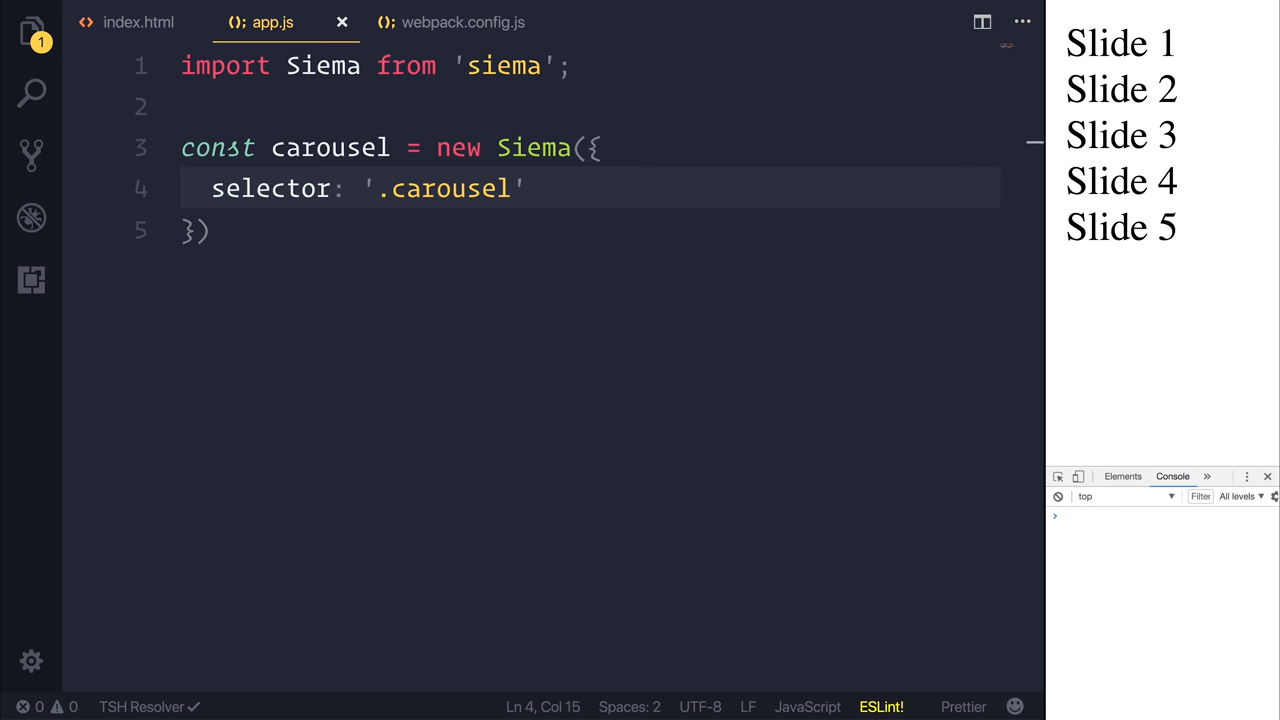 index.html
app.js
webpack.config.js
1
1 import Siema from 'siema';
2
3 const carousel = new Siema({
4 selector: '.carousel'
5 })
0 0 TSH Resolver
Ln 4, Col 15 Spaces: 2 UTF-8 LF JavaScript ESLint! Prettier
Slide 1
Slide 2
Slide 3
Slide 4
Slide 5
Elements Console »
top Filter All levels